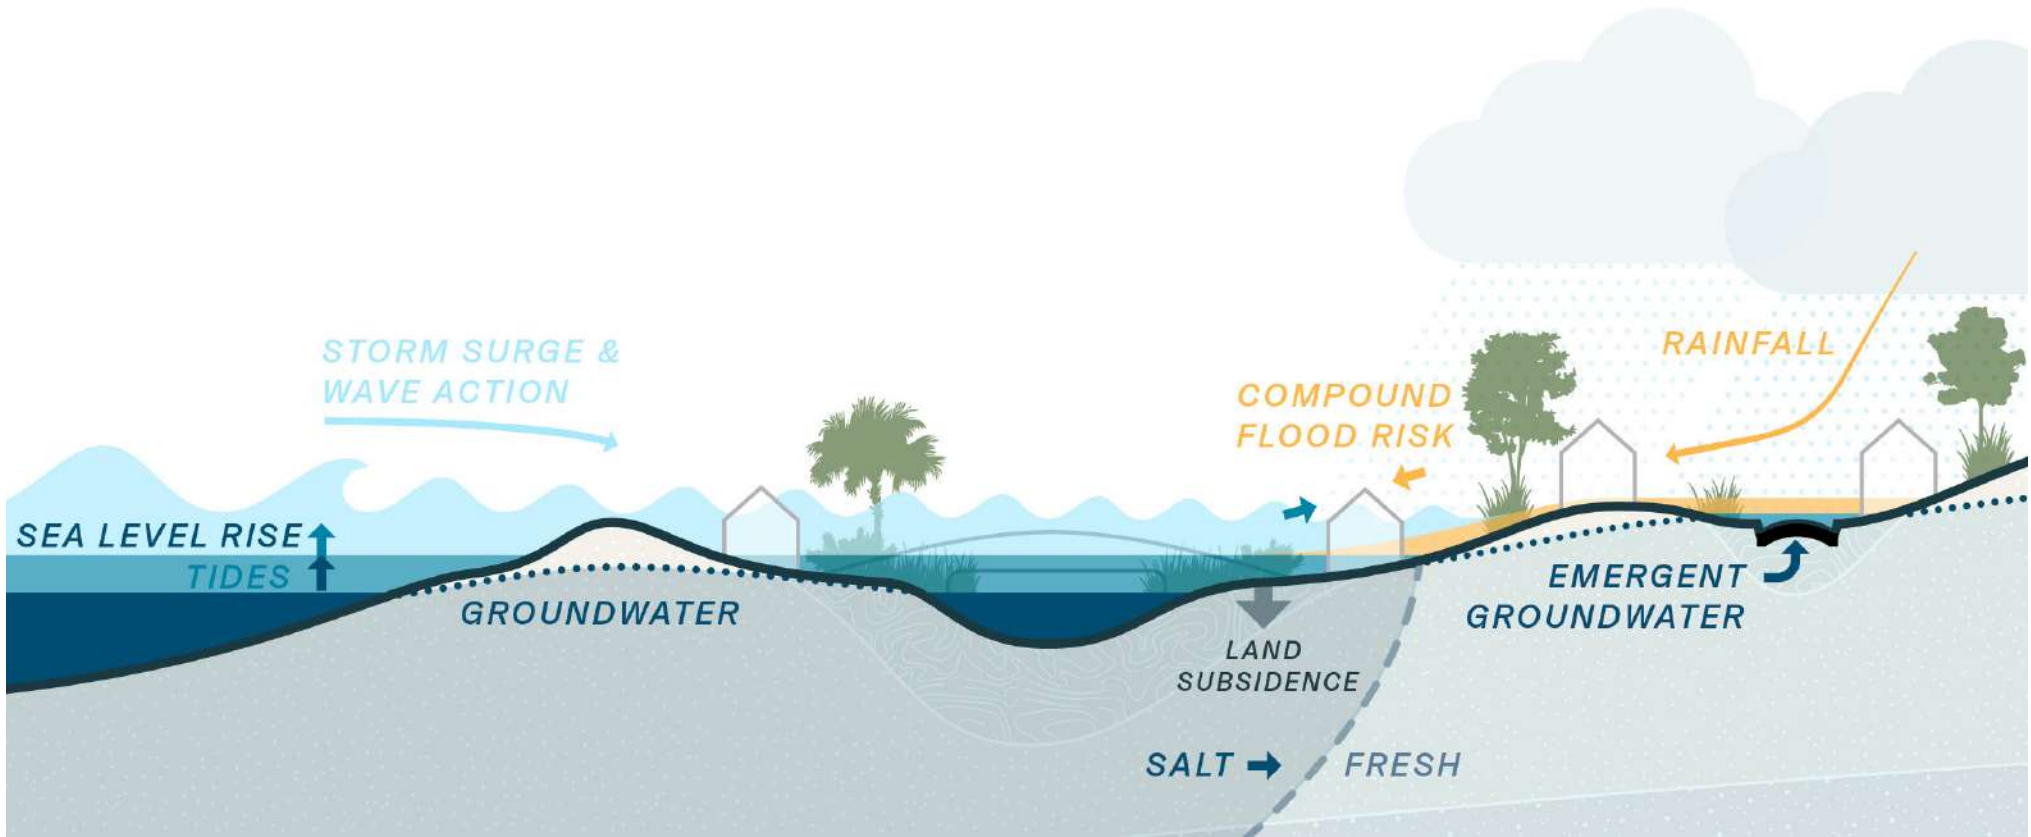 STORM SURGE &
WAVE ACTION
SEA LEVEL RISE
TIDES
GROUNDWATER
COMPOUND
FLOOD RISK
RAINFALL
EMERGENT
GROUNDWATER
LAND
SUBSIDENCE
SALT
FRESH